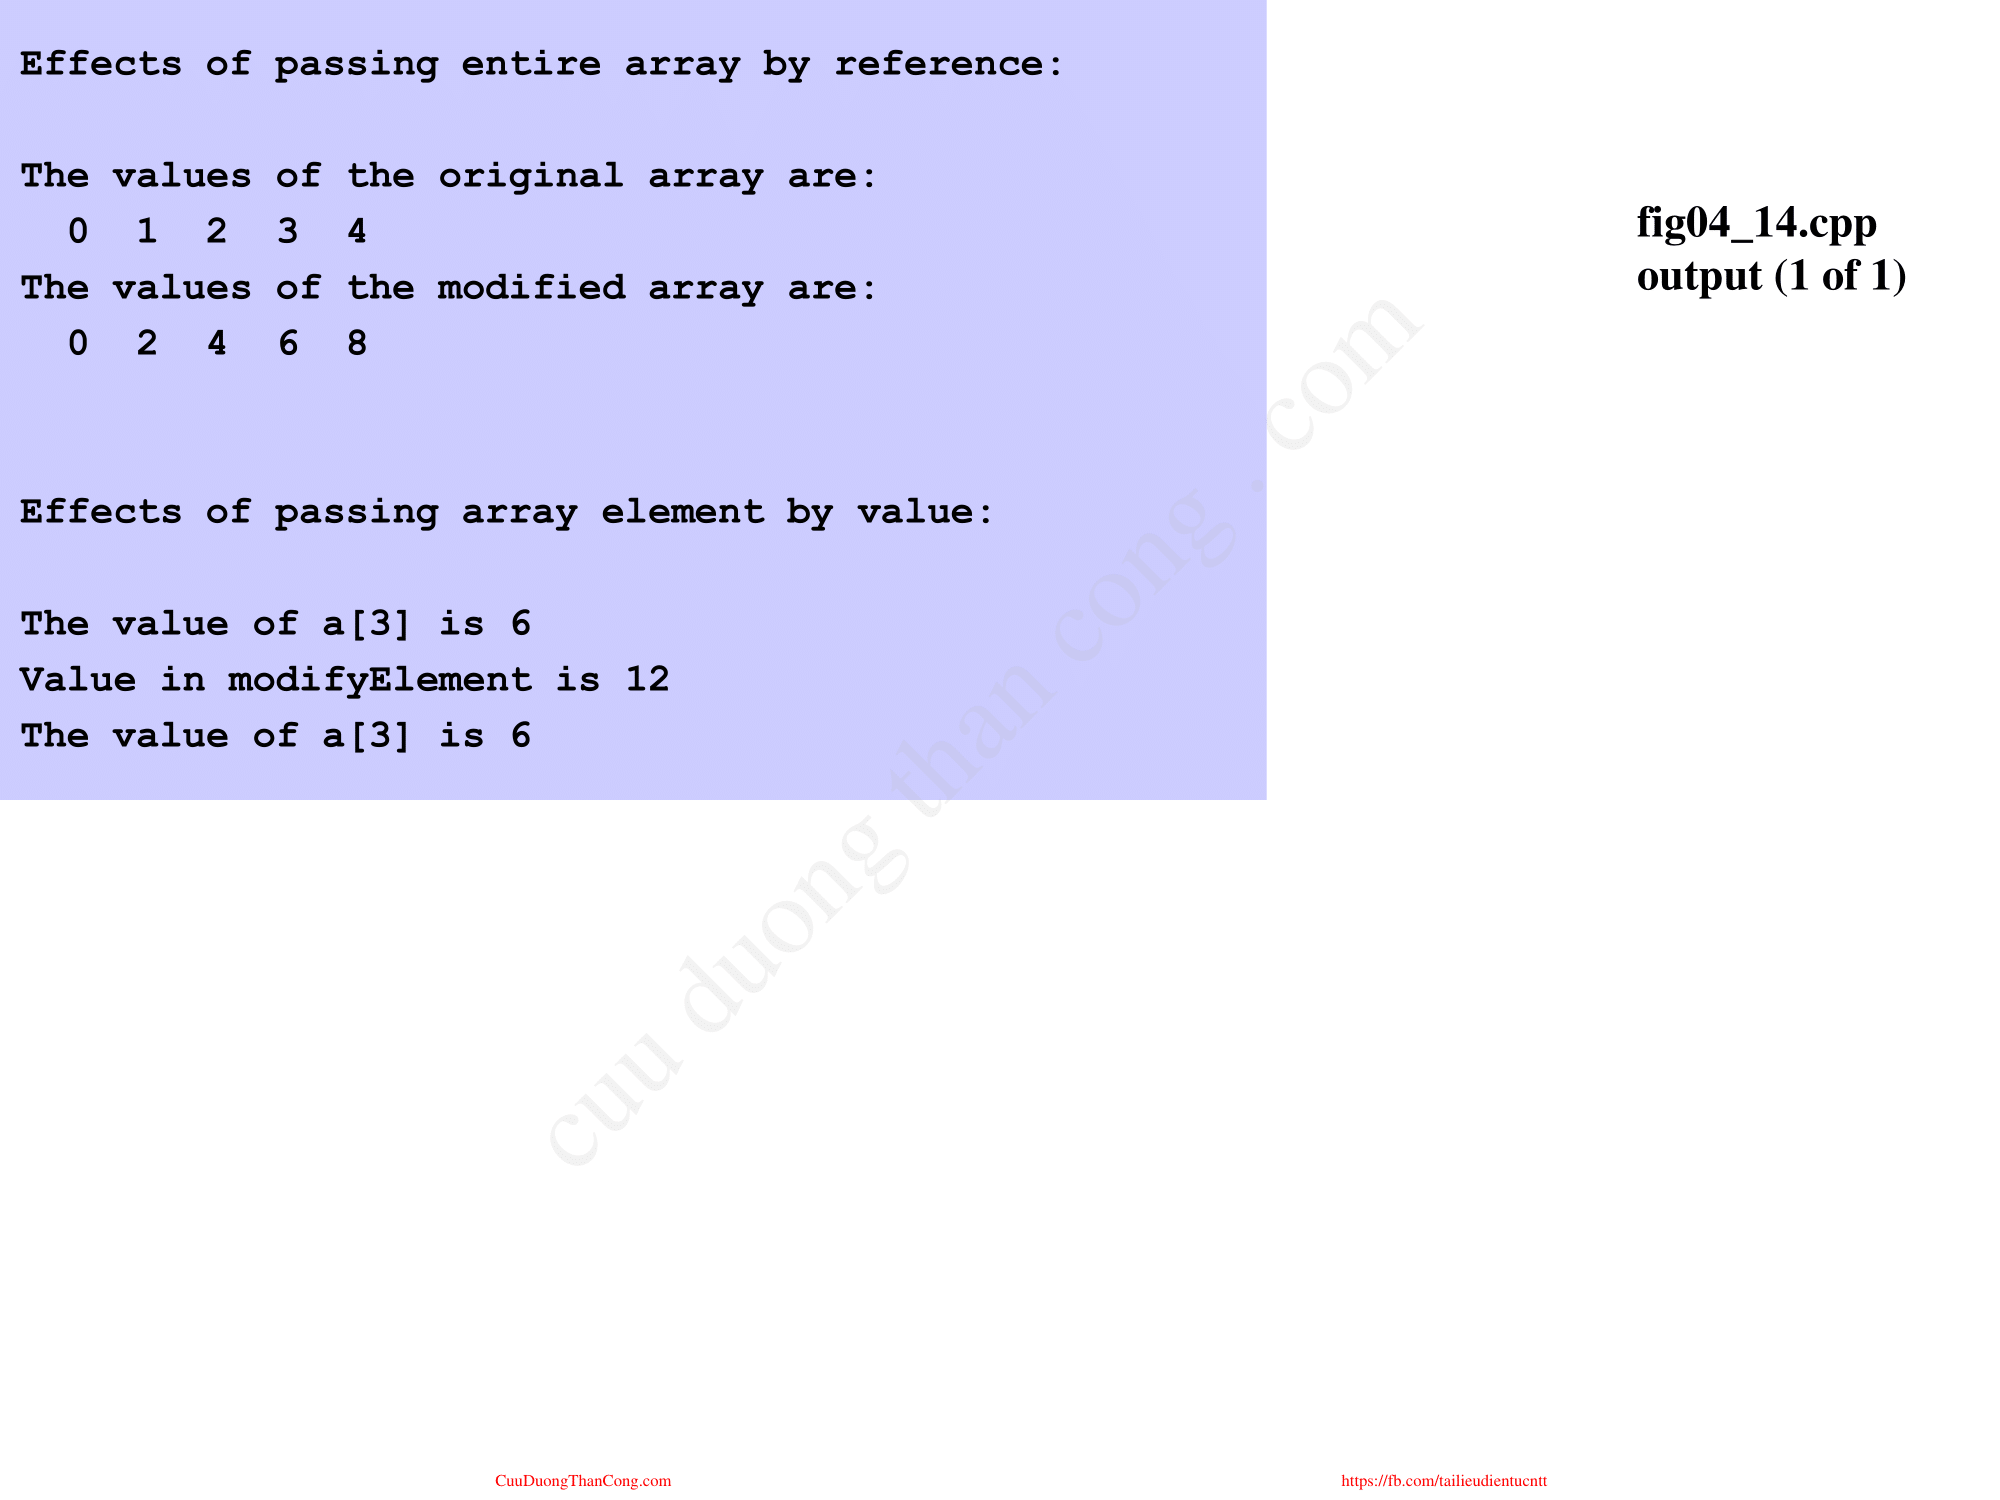 Effects of passing entire array by reference:
The values of the original array are:
0 1 2 3 4
The values of the modified array are:
0 2 4 6 8
Effects of passing array element by value:
The value of a[3] is 6
Value in modifyElement is 12
The value of a[3] is 6
fig04_14.cpp
output (1 of 1)
cuu duong than cong . com
CuuDuongThanCong.com
https://fb.com/tailieudientucntt